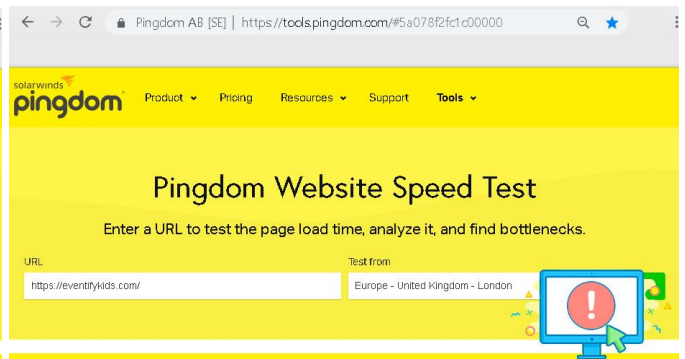 Pingdom AB [SE] | https://tools.pingdom.com/#5a078f2fc1c00000
solarwinds
pingdom
Product Pricing Resources Support Tools
Pingdom Website Speed Test
Enter a URL to test the page load time, analyze it, and find bottlenecks.
URL Test from
https://eventifykids.com/ Europe - United Kingdom - London
!